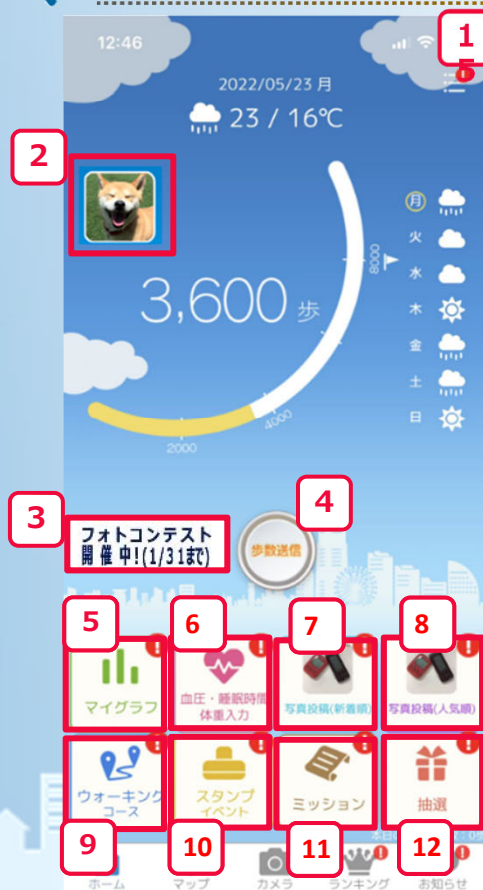 12:46
1
5
2022/05/23 月
23 / 16℃
2
月
火
8000
水
3,600 歩
木
金
土
4000
日
2000
4
3
フォトコンテスト
開催中!(1/31まで)
歩数送信
5
6
7
8
マイグラフ
血圧・睡眠時間
体重入力
写真投稿(新着順)
写真投稿(人気順)
ウォーキング
コース
スタンプ
イベント
ミッション
抽選
9
10
11
12
ホーム
マップ
カメラ
ランキング
お知らせ